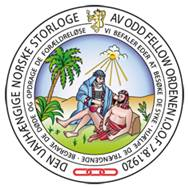 DEN UAVHÆNGIGE NORSKE STORLOGE AV ODD FELLOW ORDENEN I.O.O.F 7.8.1920
VI BEFALER EDER AT BESØKE DE SYKE, HJÆLPE DE TRÆNGENDE, BEGRAVE DE DØDE OG OPDRAGE DE FORÆLDRELØSE